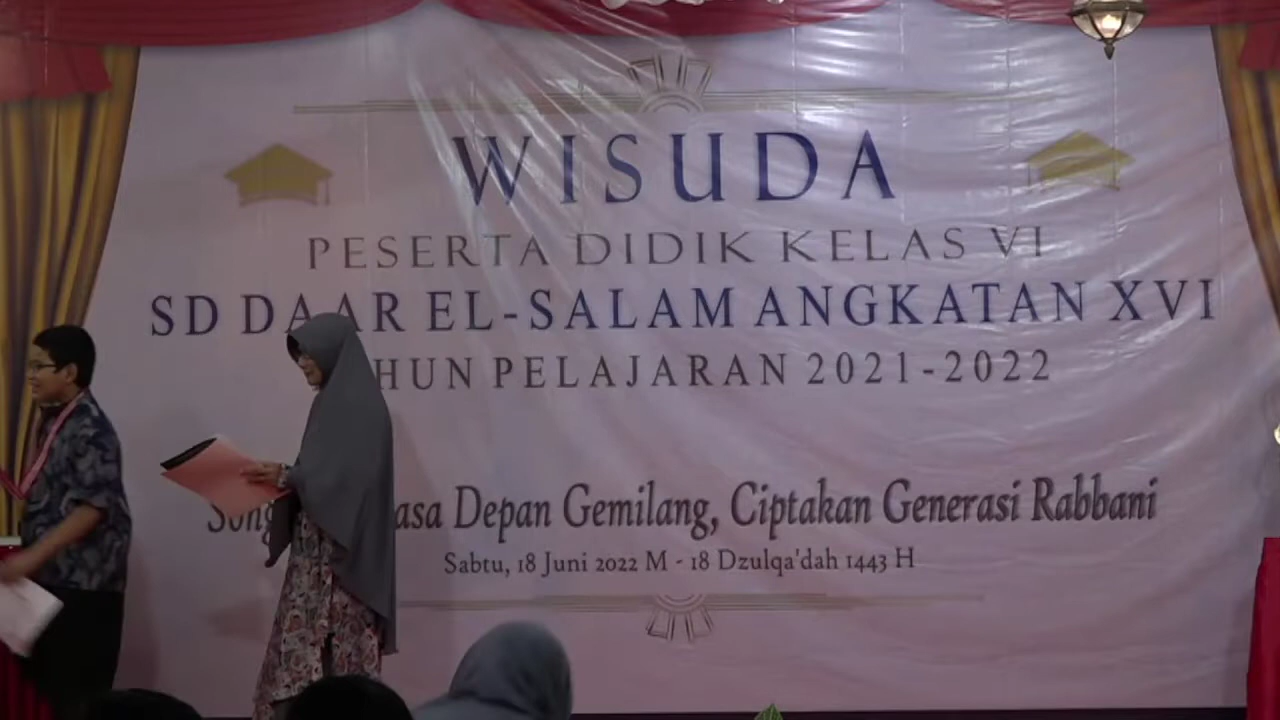 WISUDA
PESERTA DIDIK KELAS VI
SD DAAR EL-SALAM ANGKATAN XVI
HUN PELAJARAN 2021-2022
Song asa Depan Gemilang, Ciptakan Generasi Rabbani
Sabtu, 18 Juni 2022 M - 18 Dzulqa'dah 1443 H